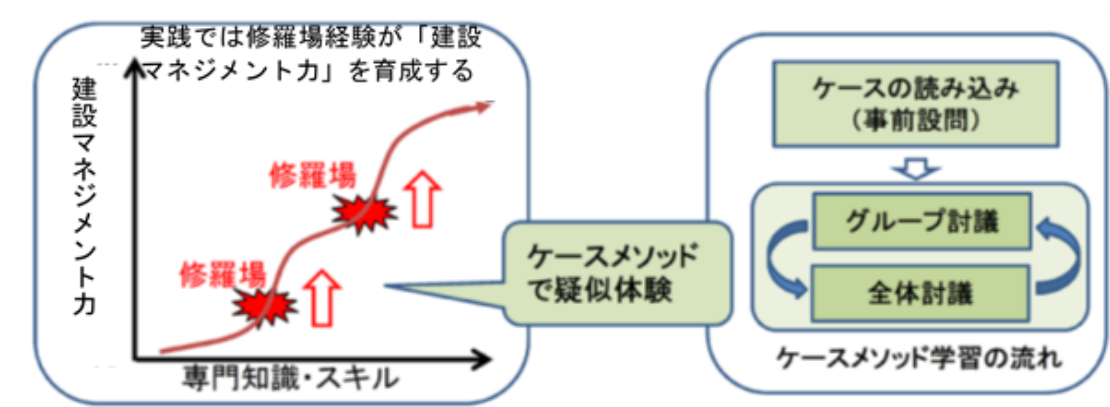 実践では修羅場経験が「建設
マネジメント力」を育成する
建設マネジメント力
修羅場
修羅場
専門知識・スキル
ケースメソッド
で疑似体験
ケースの読み込み
（事前設問）
グループ討議
全体討議
ケースメソッド学習の流れ